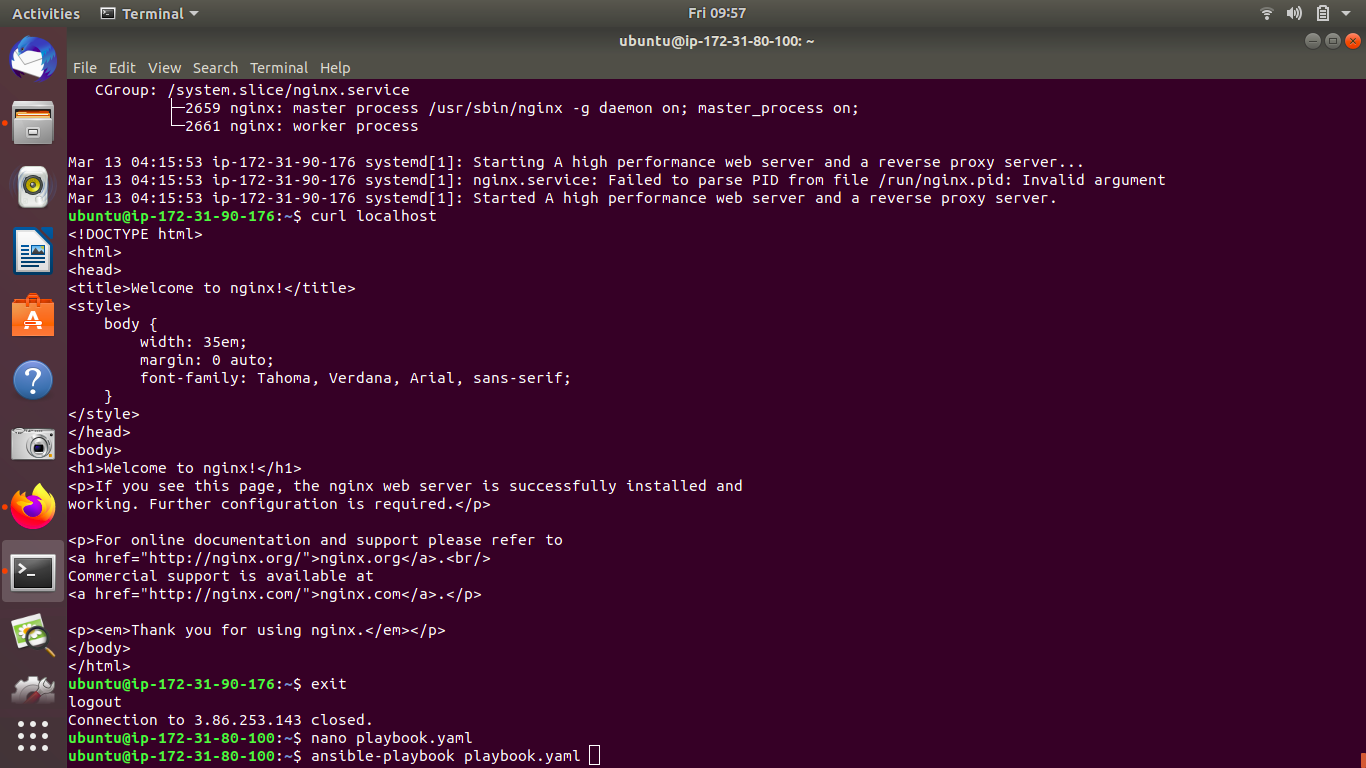 Activities Terminal Fri 09:57
ubuntu@ip-172-31-80-100: ~
File Edit View Search Terminal Help
CGroup: /system.slice/nginx.service
├─2659 nginx: master process /usr/sbin/nginx -g daemon on; master_process on;
└─2661 nginx: worker process
Mar 13 04:15:53 ip-172-31-90-176 systemd[1]: Starting A high performance web server and a reverse proxy server...
Mar 13 04:15:53 ip-172-31-90-176 systemd[1]: nginx.service: Failed to parse PID from file /run/nginx.pid: Invalid argument
Mar 13 04:15:53 ip-172-31-90-176 systemd[1]: Started A high performance web server and a reverse proxy server.
ubuntu@ip-172-31-90-176:~$ curl localhost
<!DOCTYPE html>
<html>
<head>
<title>Welcome to nginx!</title>
<style>
    body {
        width: 35em;
        margin: 0 auto;
        font-family: Tahoma, Verdana, Arial, sans-serif;
    }
</style>
</head>
<body>
<h1>Welcome to nginx!</h1>
<p>If you see this page, the nginx web server is successfully installed and
working. Further configuration is required.</p>
<p>For online documentation and support please refer to
<a href="http://nginx.org/">nginx.org</a>.<br/>
Commercial support is available at
<a href="http://nginx.com/">nginx.com</a>.</p>
<p><em>Thank you for using nginx.</em></p>
</body>
</html>
ubuntu@ip-172-31-90-176:~$ exit
logout
Connection to 3.86.253.143 closed.
ubuntu@ip-172-31-80-100:~$ nano playbook.yaml
ubuntu@ip-172-31-80-100:~$ ansible-playbook playbook.yaml